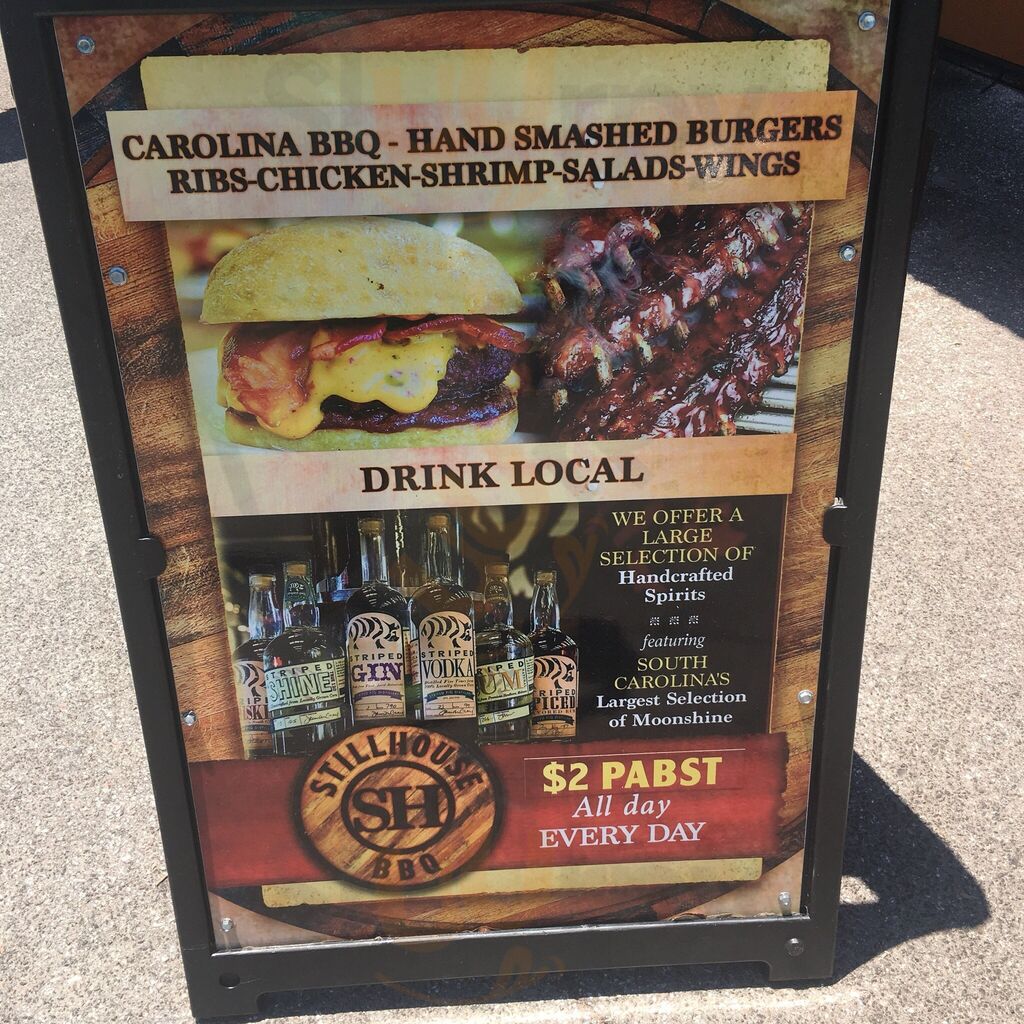 CAROLINA BBQ - HAND SMASHED BURGERS
RIBS-CHICKEN-SHRIMP-SALADS-WINGS
DRINK LOCAL
WE OFFER A
LARGE
SELECTION OF
Handcrafted
Spirits
featuring
SOUTH
CAROLINA'S
Largest Selection
of Moonshine
STRIPED
SHINE
STRIPED
GIN
STRIPED
VODKA
STILLHOUSE
SH
BBQ
$2 PABST
All day
EVERY DAY